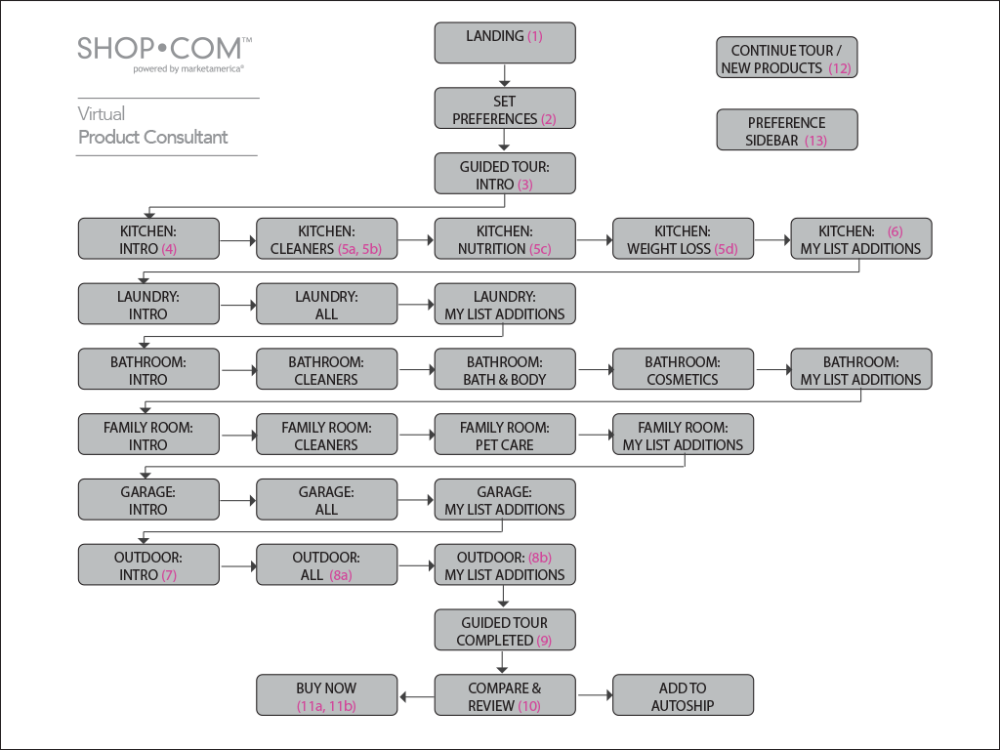 SHOP•COM™
powered by marketamerica®
Virtual
Product Consultant
LANDING (1)
SET
PREFERENCES (2)
GUIDED TOUR:
INTRO (3)
CONTINUE TOUR /
NEW PRODUCTS (12)
PREFERENCE
SIDEBAR (13)
KITCHEN:
INTRO (4)
KITCHEN:
CLEANERS (5a, 5b)
KITCHEN:
NUTRITION (5c)
KITCHEN:
WEIGHT LOSS (5d)
KITCHEN: (6)
MY LIST ADDITIONS
LAUNDRY:
INTRO
LAUNDRY:
ALL
LAUNDRY:
MY LIST ADDITIONS
BATHROOM:
INTRO
BATHROOM:
CLEANERS
BATHROOM:
BATH & BODY
BATHROOM:
COSMETICS
BATHROOM:
MY LIST ADDITIONS
FAMILY ROOM:
INTRO
FAMILY ROOM:
CLEANERS
FAMILY ROOM:
PET CARE
FAMILY ROOM:
MY LIST ADDITIONS
GARAGE:
INTRO
GARAGE:
ALL
GARAGE:
MY LIST ADDITIONS
OUTDOOR:
INTRO (7)
OUTDOOR:
ALL (8a)
OUTDOOR: (8b)
MY LIST ADDITIONS
GUIDED TOUR
COMPLETED (9)
BUY NOW
(11a, 11b)
COMPARE &
REVIEW (10)
ADD TO
AUTOSHIP